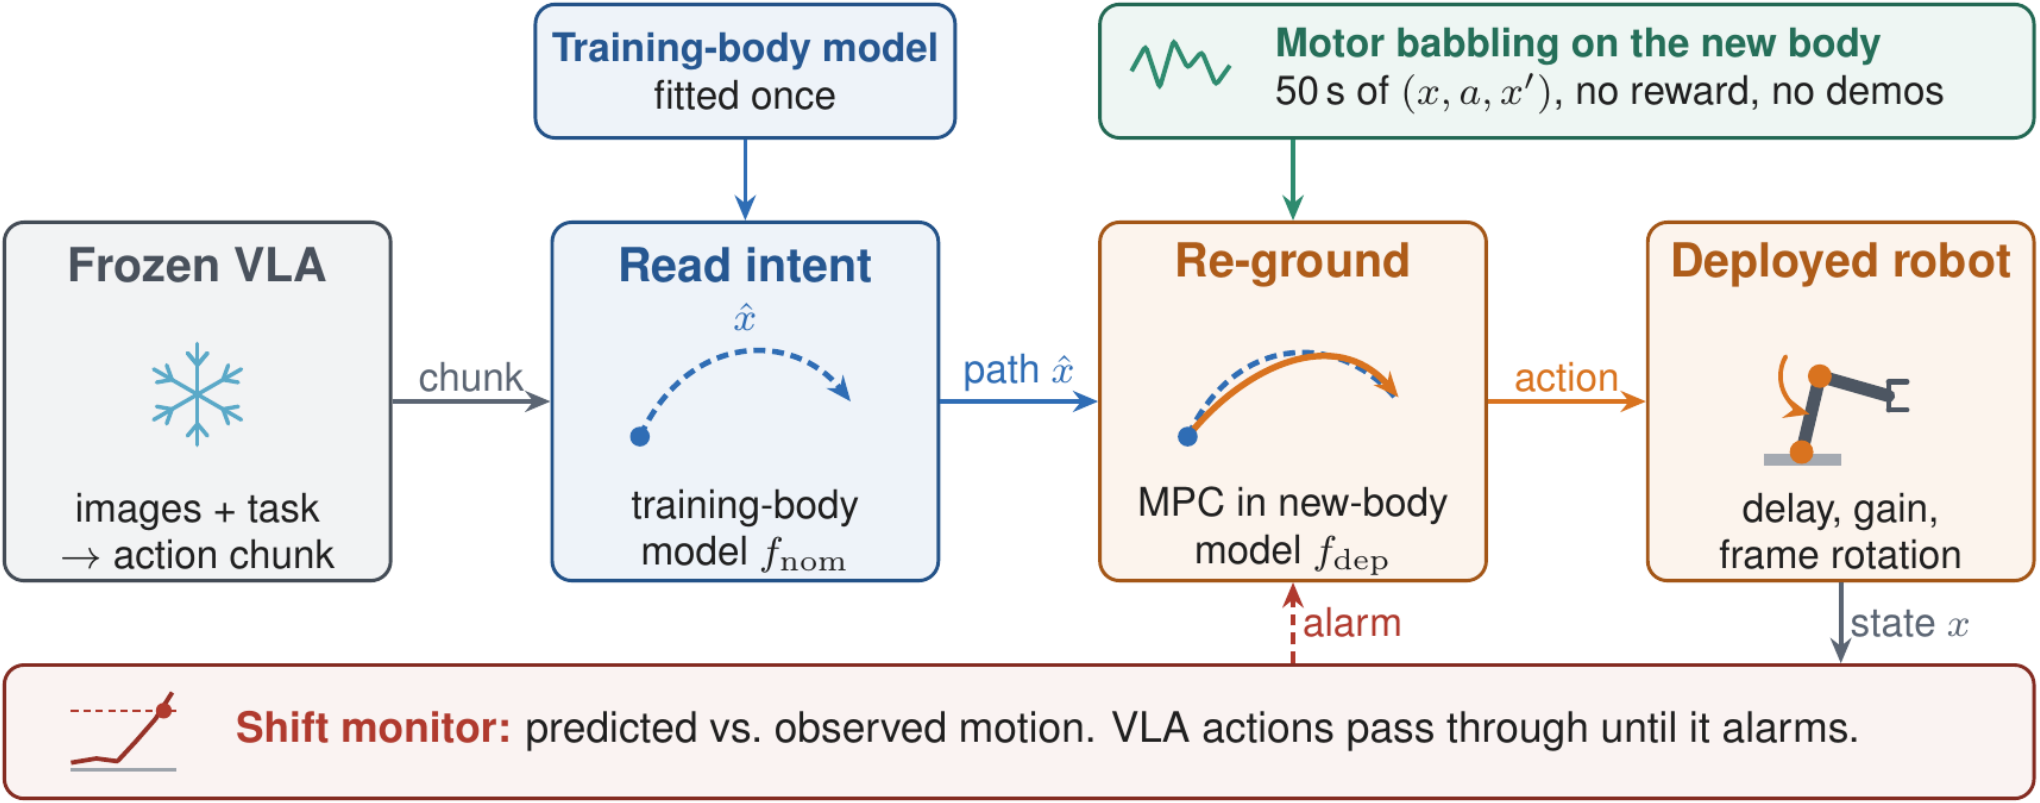 Training-body model
fitted once
Motor babbling on the new body
50 s of (x, a, x′), no reward, no demos
Frozen VLA
images + task
→ action chunk
chunk
Read intent
x̂
training-body
model f_nom
path x̂
Re-ground
MPC in new-body
model f_dep
action
Deployed robot
delay, gain,
frame rotation
alarm
state x
Shift monitor: predicted vs. observed motion. VLA actions pass through until it alarms.